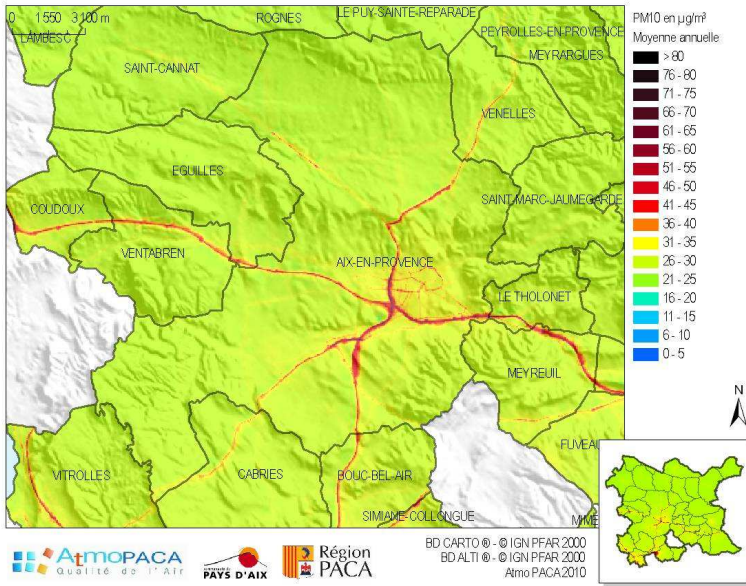 0 1 550 3 100 m
ROGNES
LE PUY-SAINTE-REPARADE
LAMBESC
PEYROLLES-EN-PROVENCE
MEYRARGUES
SAINT-CANNAT
VENELLES
EGUILLES
SAINT-MARC-JAUMEGARDE
COUDOUX
VENTABREN
AIX-EN-PROVENCE
LE THOLONET
MEYREUIL
FUVEAU
VITROLLES
CABRIES
BOUC-BEL-AIR
SIMIANE-COLLONGUE
MIME
PM10 en µg/m³
Moyenne annuelle
> 80
76 - 80
71 - 75
66 - 70
61 - 65
56 - 60
51 - 55
46 - 50
41 - 45
36 - 40
31 - 35
26 - 30
21 - 25
16 - 20
11 - 15
6 - 10
0 - 5
N
AtmoPACA
Qualité de l'Air
PAYS D'AIX
Région
PACA
BD CARTO ® - © IGN PFAR 2000
BD ALTI ® - © IGN PFAR 2000
Atmo PACA 2010